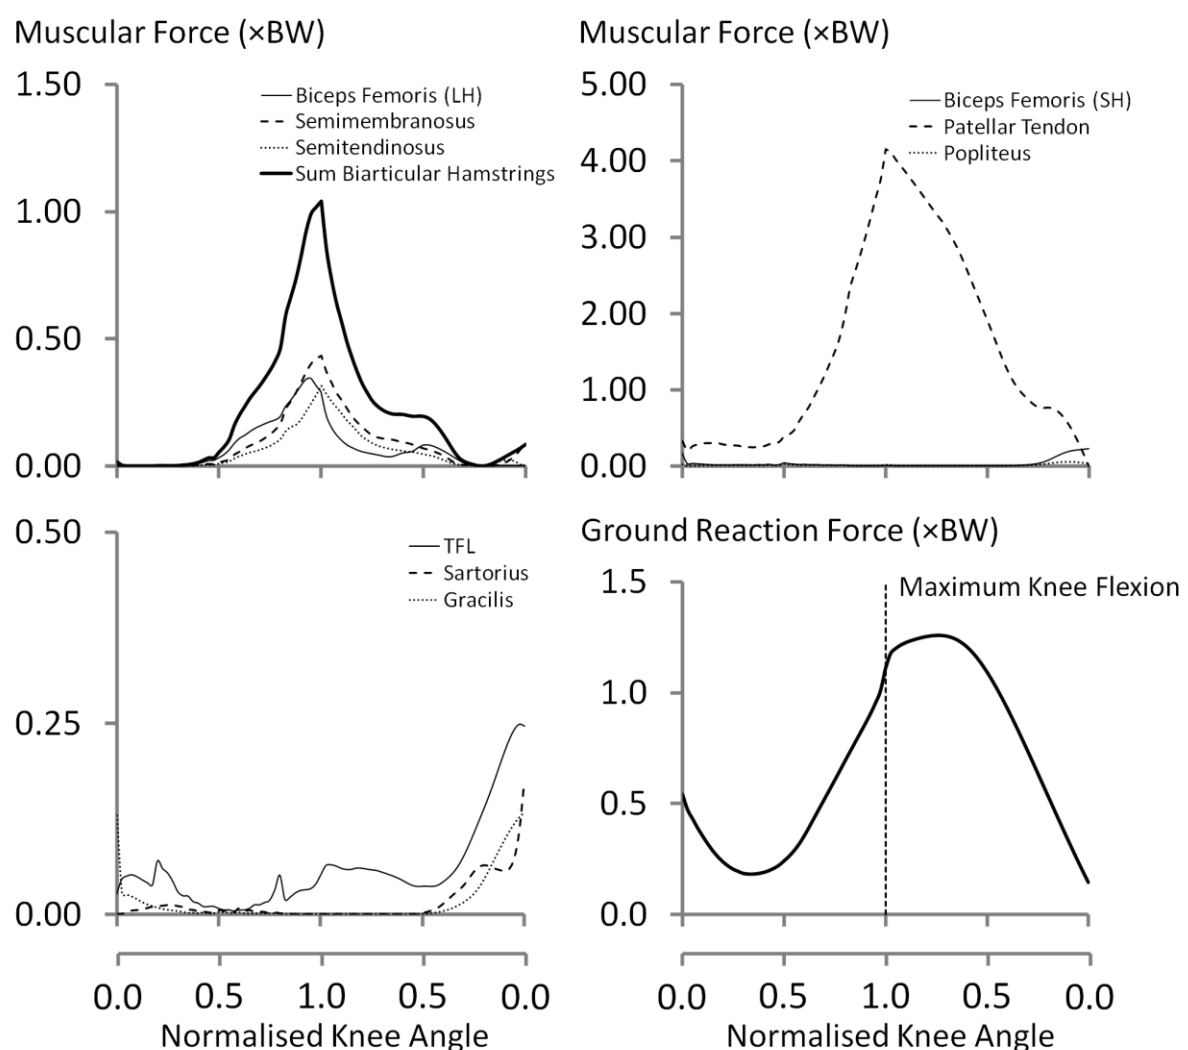 Muscular Force (×BW)
1.50
1.00
0.50
0.00
Biceps Femoris (LH)
Semimembranosus
Semitendinosus
Sum Biarticular Hamstrings
Muscular Force (×BW)
5.00
4.00
3.00
2.00
1.00
0.00
Biceps Femoris (SH)
Patellar Tendon
Popliteus
0.50
0.25
0.00
TFL
Sartorius
Gracilis
0.0 0.5 1.0 0.5 0.0
Normalised Knee Angle
Ground Reaction Force (×BW)
1.5
1.0
0.5
0.0
Maximum Knee Flexion
0.0 0.5 1.0 0.5 0.0
Normalised Knee Angle